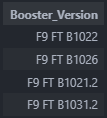 Booster_Version
F9 FT B1022
F9 FT B1026
F9 FT B1021.2
F9 FT B1031.2